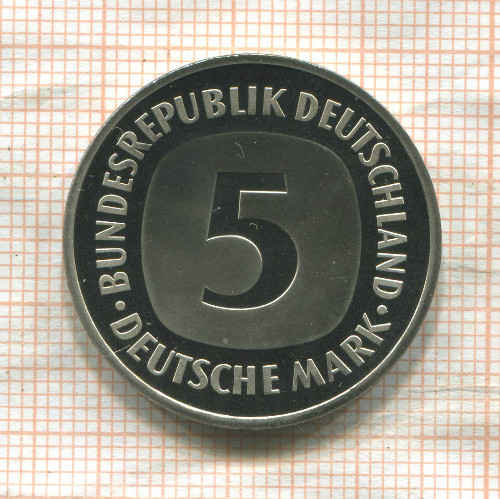 BUNDESREPUBLIK DEUTSCHLAND
5
· DEUTSCHE MARK ·